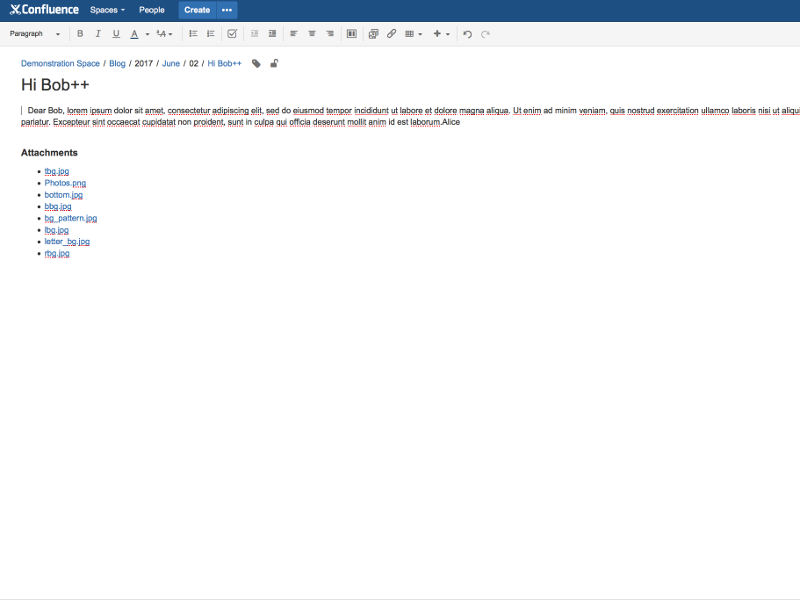 Confluence Spaces People Create
Paragraph B I U A
Demonstration Space / Blog / 2017 / June / 02 / Hi Bob++
Hi Bob++
Dear Bob, lorem ipsum dolor sit amet, consectetur adipiscing elit, sed do eiusmod tempor incididunt ut labore et dolore magna aliqua. Ut enim ad minim veniam, quis nostrud exercitation ullamco laboris nisi ut aliqui
pariatur. Excepteur sint occaecat cupidatat non proident, sunt in culpa qui officia deserunt mollit anim id est laborum.Alice
Attachments
tbg.jpg
Photos.png
bottom.jpg
bbg.jpg
bg_pattern.jpg
lbg.jpg
letter_bg.jpg
rbg.jpg